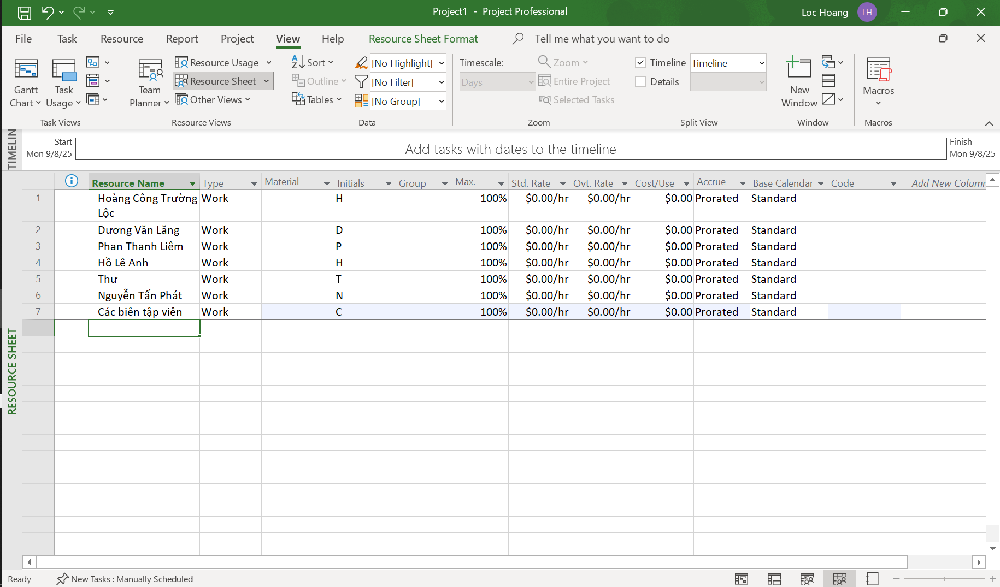 Project1 - Project Professional
Loc Hoang LH
File Task Resource Report Project View Help Resource Sheet Format Tell me what you want to do
Gantt Chart
Task Usage
Task Views
Team Planner
Resource Usage
Resource Sheet
Other Views
Resource Views
Sort
Outline
Tables
[No Highlight]
[No Filter]
[No Group]
Data
Timescale:
Days
Zoom
Entire Project
Selected Tasks
Zoom
Timeline Timeline
Details
Split View
New Window
Window
Macros
Macros
TIMELIN
Start
Mon 9/8/25
Add tasks with dates to the timeline
Finish
Mon 9/8/25
Resource Name Type Material Initials Group Max. Std. Rate Ovt. Rate Cost/Use Accrue Base Calendar Code Add New Column
1 Hoàng Công Trường Lộc Work H 100% $0.00/hr $0.00/hr $0.00 Prorated Standard
2 Dương Văn Lăng Work D 100% $0.00/hr $0.00/hr $0.00 Prorated Standard
3 Phan Thanh Liêm Work P 100% $0.00/hr $0.00/hr $0.00 Prorated Standard
4 Hồ Lê Anh Work H 100% $0.00/hr $0.00/hr $0.00 Prorated Standard
5 Thư Work T 100% $0.00/hr $0.00/hr $0.00 Prorated Standard
6 Nguyễn Tấn Phát Work N 100% $0.00/hr $0.00/hr $0.00 Prorated Standard
7 Các biên tập viên Work C 100% $0.00/hr $0.00/hr $0.00 Prorated Standard
RESOURCE SHEET
Ready New Tasks : Manually Scheduled